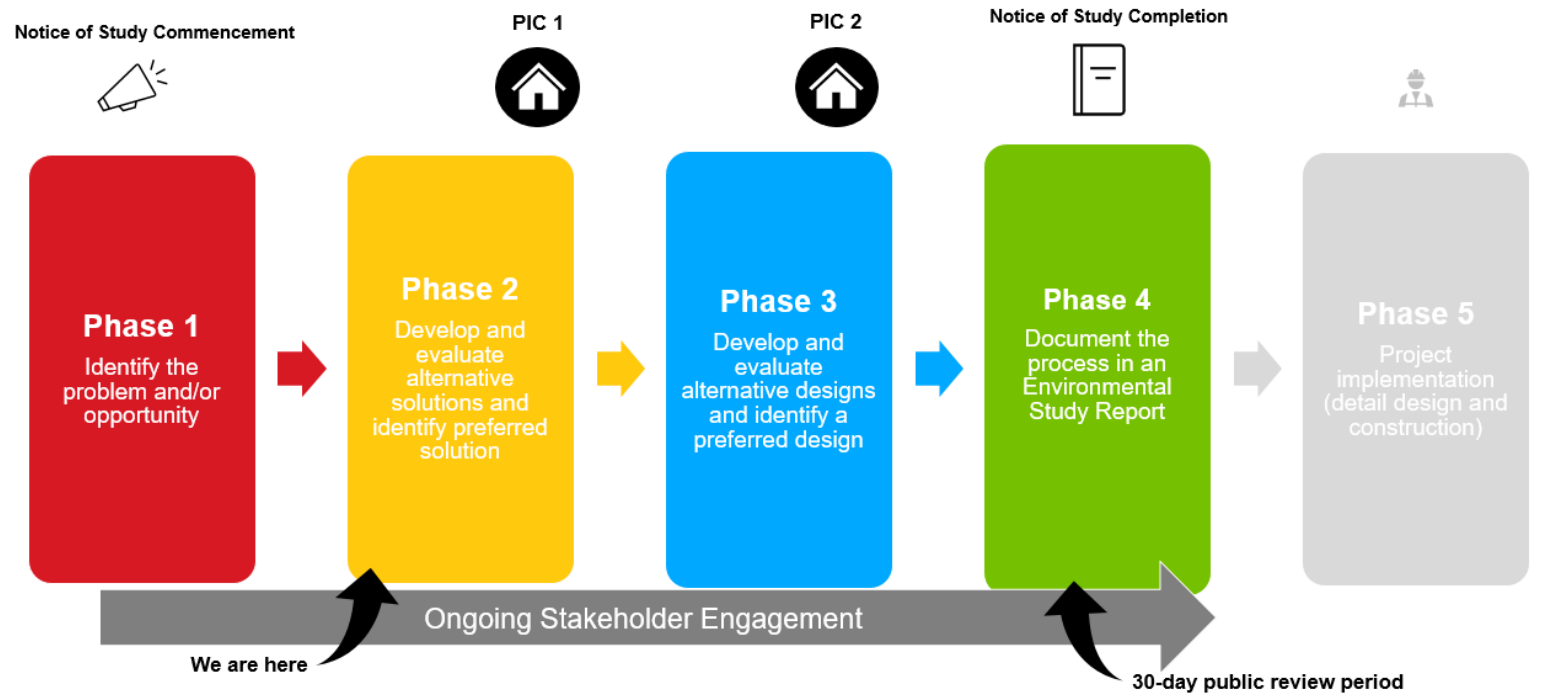 Notice of Study Commencement
PIC 1
PIC 2
Notice of Study Completion
Phase 1
Identify the
problem and/or
opportunity
Phase 2
Develop and
evaluate
alternative
solutions and
identify preferred
solution
Phase 3
Develop and
evaluate
alternative designs
and identify a
preferred design
Phase 4
Document the
process in an
Environmental
Study Report
Phase 5
Project
implementation
(detail design and
construction)
Ongoing Stakeholder Engagement
We are here
30-day public review period